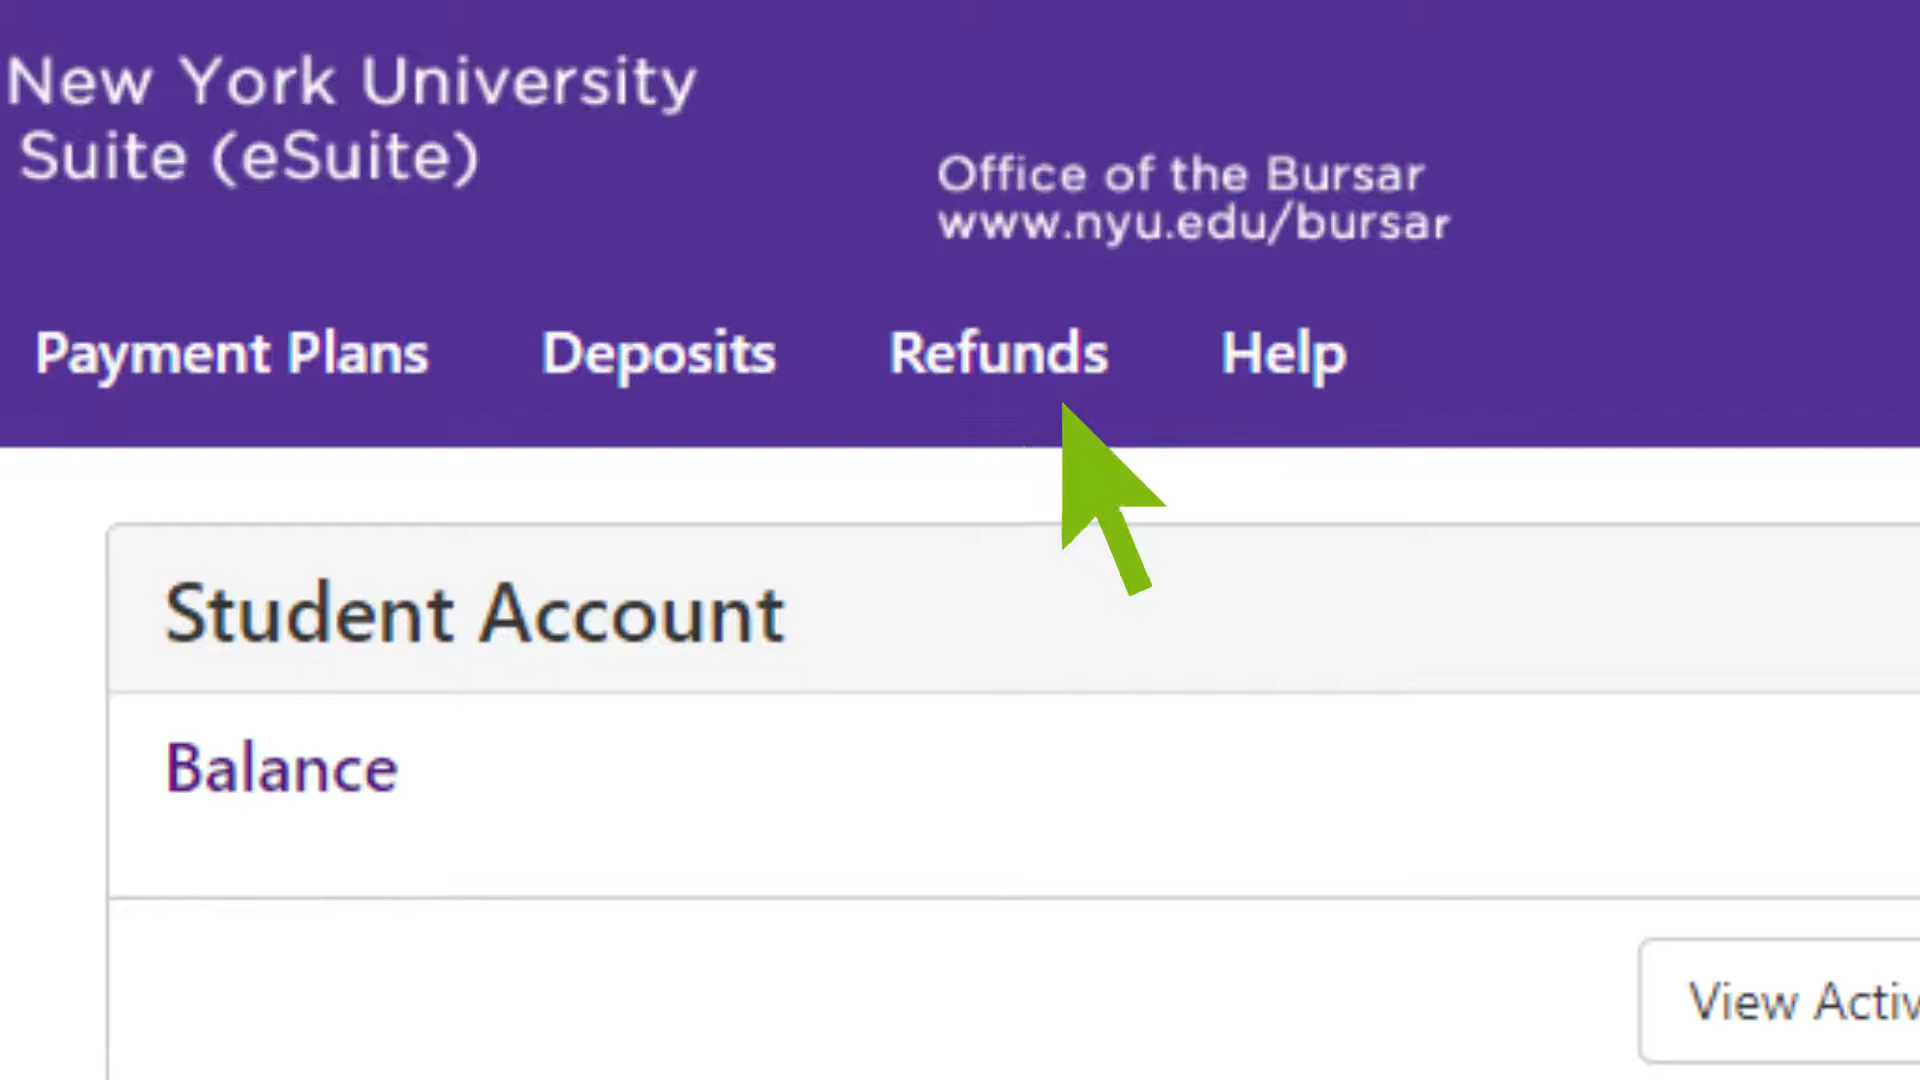 New York University
Suite (eSuite)
Office of the Bursar
www.nyu.edu/bursar
Payment Plans Deposits Refunds Help
Student Account
Balance
View Activ